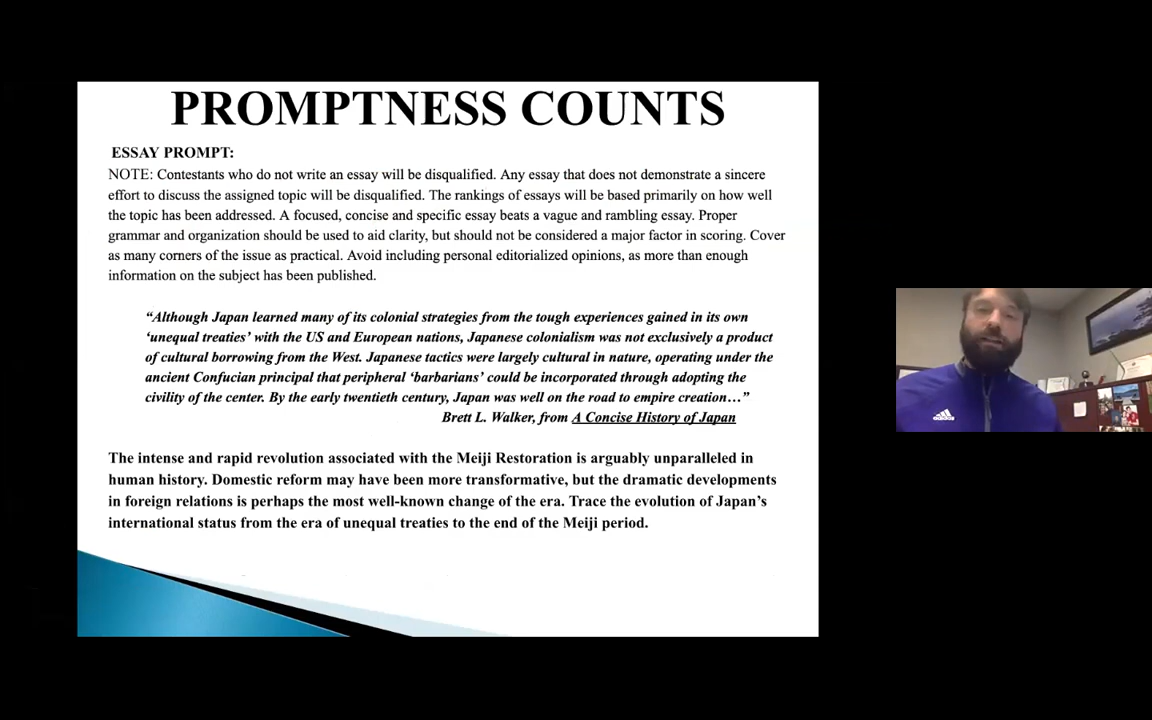 PROMPTNESS COUNTS
ESSAY PROMPT:
NOTE: Contestants who do not write an essay will be disqualified. Any essay that does not demonstrate a sincere
effort to discuss the assigned topic will be disqualified. The rankings of essays will be based primarily on how well
the topic has been addressed. A focused, concise and specific essay beats a vague and rambling essay. Proper
grammar and organization should be used to aid clarity, but should not be considered a major factor in scoring. Cover
as many corners of the issue as practical. Avoid including personal editorialized opinions, as more than enough
information on the subject has been published.
“Although Japan learned many of its colonial strategies from the tough experiences gained in its own
‘unequal treaties’ with the US and European nations, Japanese colonialism was not exclusively a product
of cultural borrowing from the West. Japanese tactics were largely cultural in nature, operating under the
ancient Confucian principal that peripheral ‘barbarians’ could be incorporated through adopting the
civility of the center. By the early twentieth century, Japan was well on the road to empire creation…”
Brett L. Walker, from A Concise History of Japan
The intense and rapid revolution associated with the Meiji Restoration is arguably unparalleled in
human history. Domestic reform may have been more transformative, but the dramatic developments
in foreign relations is perhaps the most well-known change of the era. Trace the evolution of Japan’s
international status from the era of unequal treaties to the end of the Meiji period.
adidas